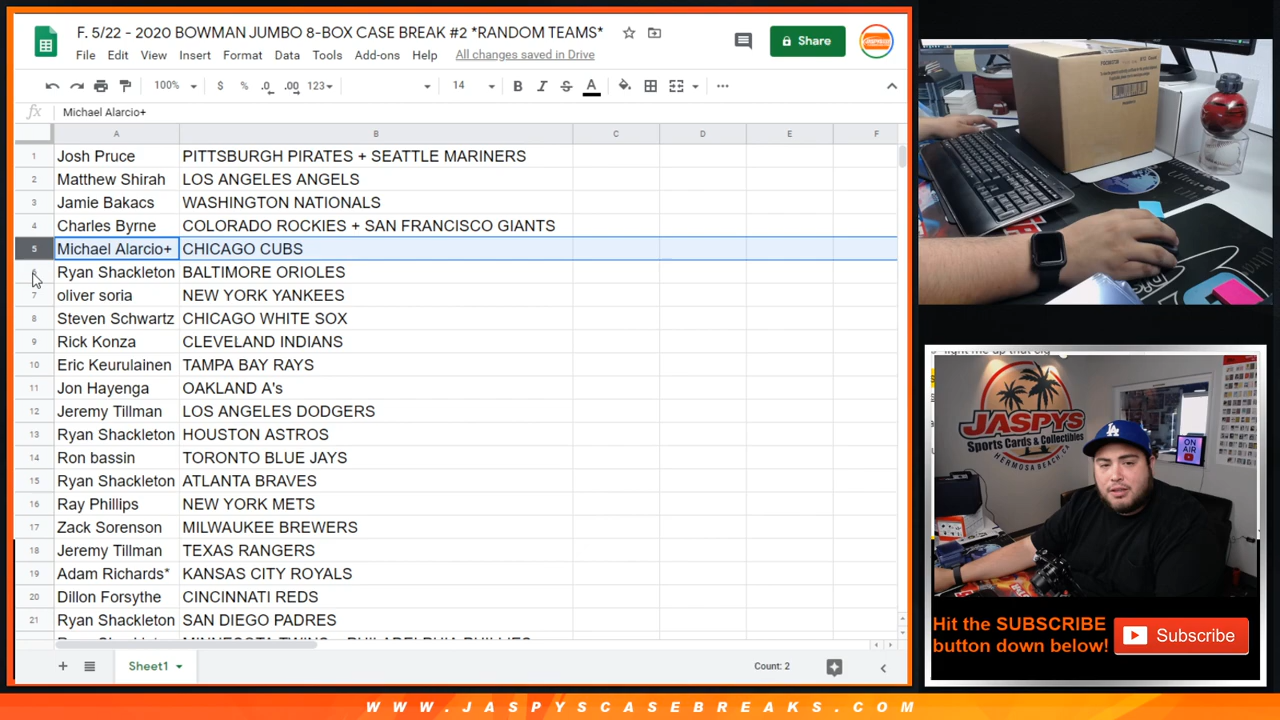 F. 5/22 - 2020 BOWMAN JUMBO 8-BOX CASE BREAK #2 *RANDOM TEAMS*
Share
File Edit View Insert Format Data Tools Add-ons Help All changes saved in Drive
100% $ % .0 .00 123 14 B I S A
fx Michael Alarcio+
A B C D E F
1 Josh Pruce PITTSBURGH PIRATES + SEATTLE MARINERS
2 Matthew Shirah LOS ANGELES ANGELS
3 Jamie Bakacs WASHINGTON NATIONALS
4 Charles Byrne COLORADO ROCKIES + SAN FRANCISCO GIANTS
5 Michael Alarcio+ CHICAGO CUBS
Ryan Shackleton BALTIMORE ORIOLES
7 oliver soria NEW YORK YANKEES
8 Steven Schwartz CHICAGO WHITE SOX
9 Rick Konza CLEVELAND INDIANS
10 Eric Keurulainen TAMPA BAY RAYS
11 Jon Hayenga OAKLAND A's
12 Jeremy Tillman LOS ANGELES DODGERS
13 Ryan Shackleton HOUSTON ASTROS
14 Ron bassin TORONTO BLUE JAYS
15 Ryan Shackleton ATLANTA BRAVES
16 Ray Phillips NEW YORK METS
17 Zack Sorenson MILWAUKEE BREWERS
18 Jeremy Tillman TEXAS RANGERS
19 Adam Richards* KANSAS CITY ROYALS
20 Dillon Forsythe CINCINNATI REDS
21 Ryan Shackleton SAN DIEGO PADRES
Ryan Shackleton MINNESOTA TWINS + PHILADELPHIA PHILLIES
Sheet1
Count: 2
JASPYS
Sports Cards & Collectibles
HERMOSA BEACH, CA
ON AIR
LA
Hit the SUBSCRIBE
button down below!
Subscribe
WWW.JASPYSCASEBREAKS.COM